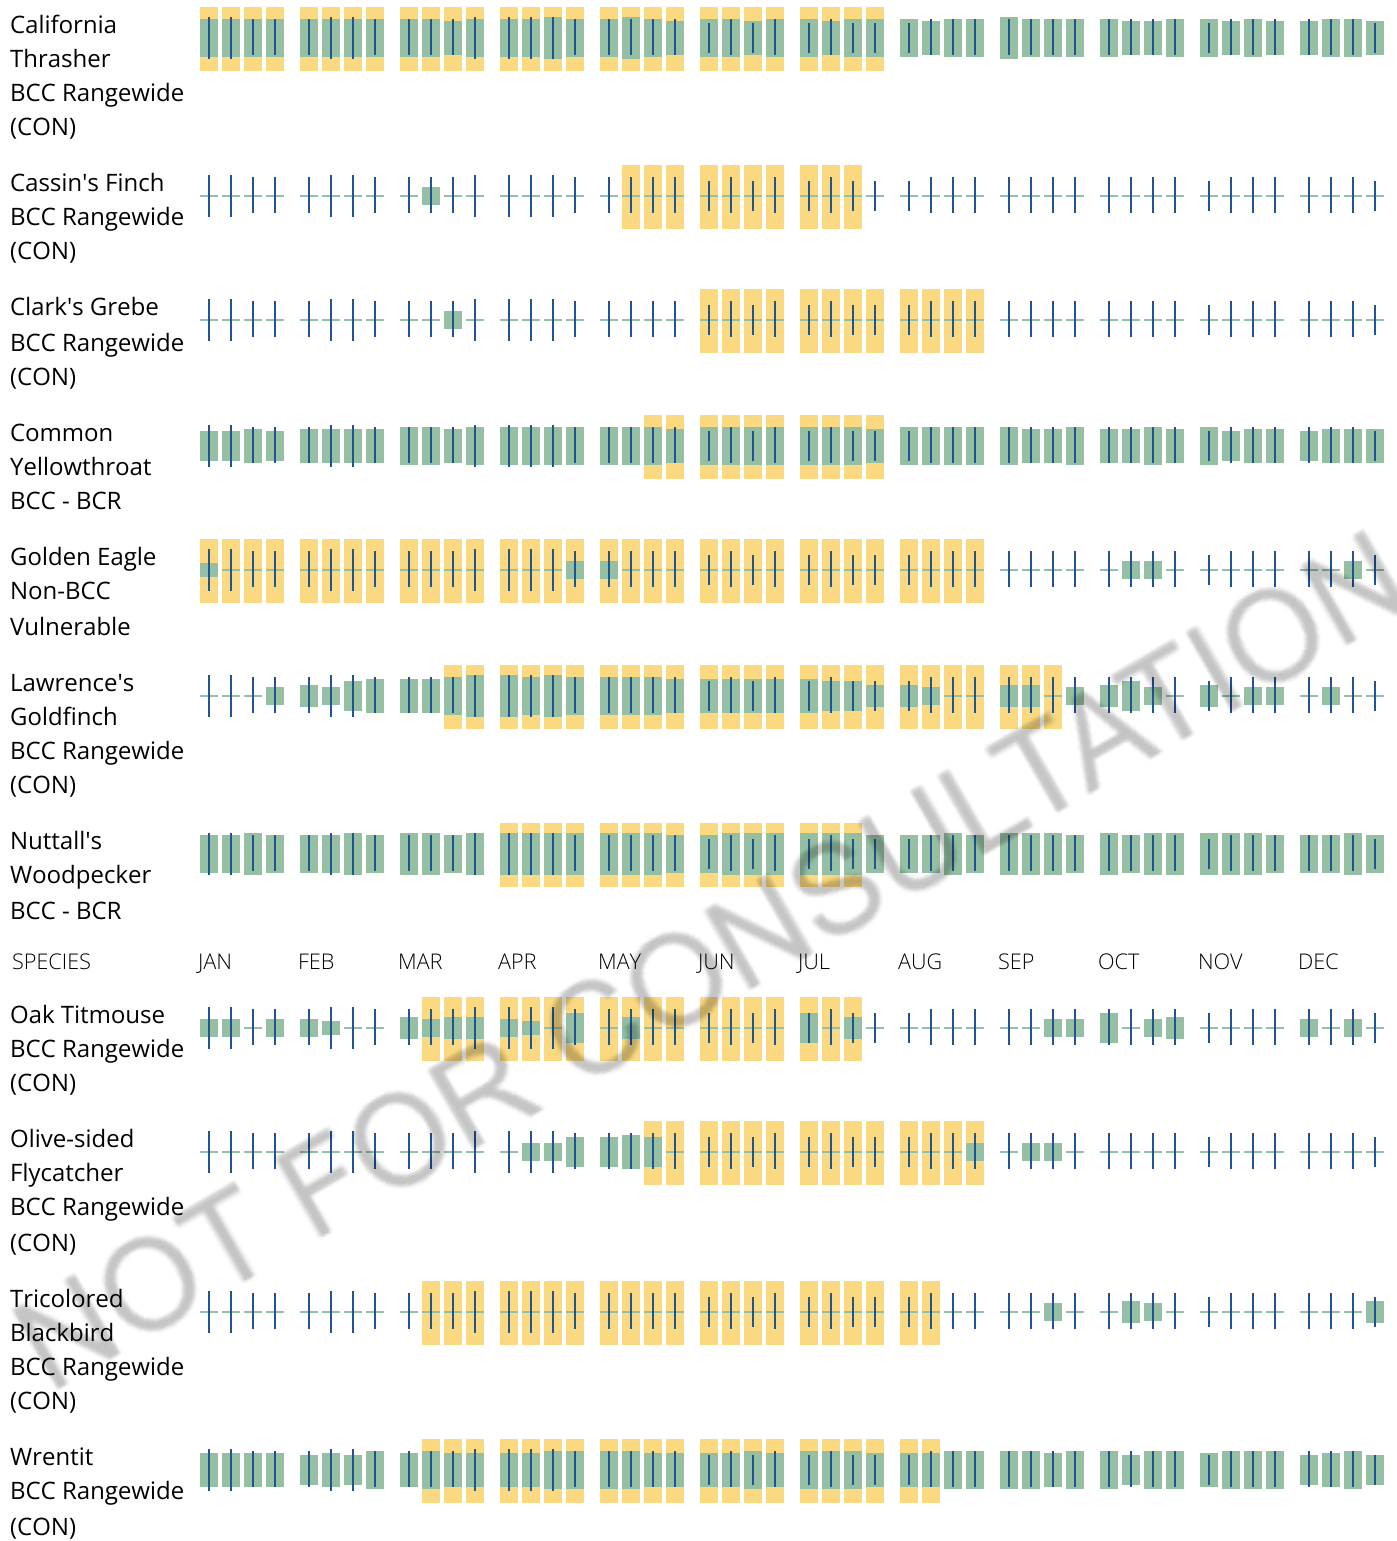 California
Thrasher
BCC Rangewide
(CON)
Cassin's Finch
BCC Rangewide
(CON)
Clark's Grebe
BCC Rangewide
(CON)
Common
Yellowthroat
BCC - BCR
Golden Eagle
Non-BCC
Vulnerable
Lawrence's
Goldfinch
BCC Rangewide
(CON)
Nuttall's
Woodpecker
BCC - BCR
SPECIES JAN FEB MAR APR MAY JUN JUL AUG SEP OCT NOV DEC
Oak Titmouse
BCC Rangewide
(CON)
Olive-sided
Flycatcher
BCC Rangewide
(CON)
Tricolored
Blackbird
BCC Rangewide
(CON)
Wrentit
BCC Rangewide
(CON)
NOT FOR CONSULTATION